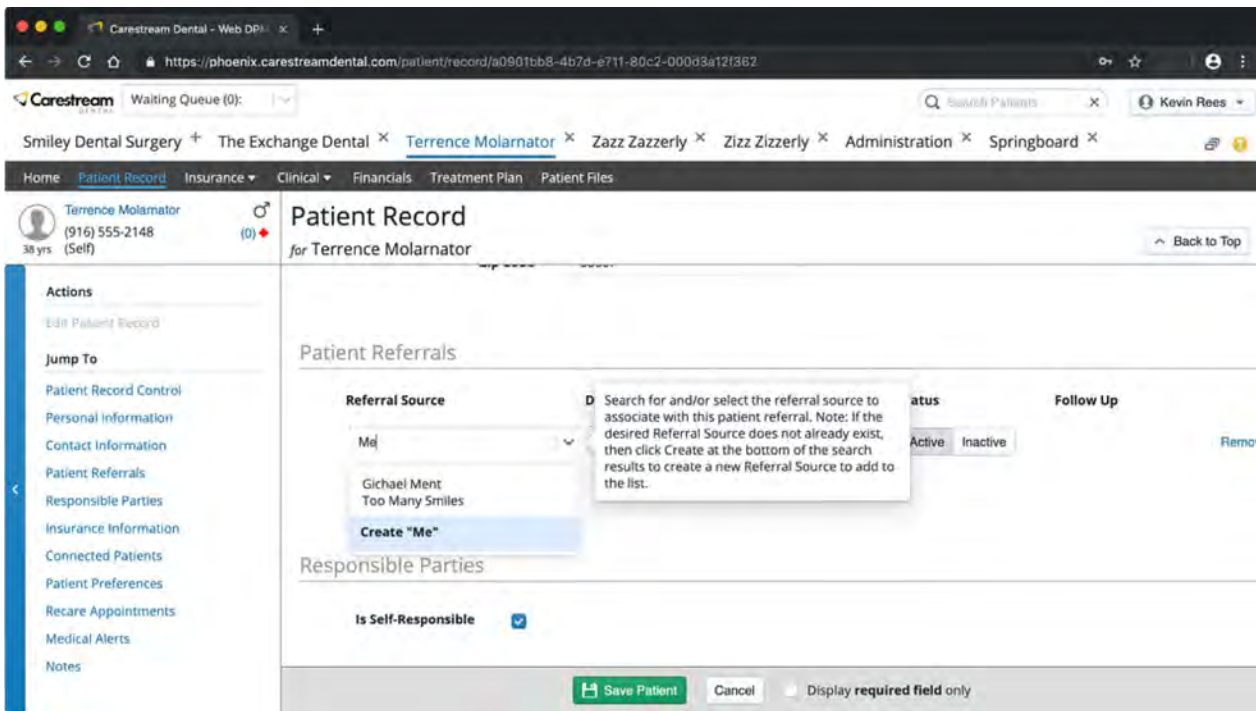 Carestream Dental - Web DPM
https://phoenix.carestreamdental.com/patient/record/a0901bb8-4b7d-e711-80c2-000d3a12f362
Carestream Waiting Queue (0): Search Patients Kevin Rees
DENTAL
Smiley Dental Surgery The Exchange Dental Terrence Molarnator Zazz Zazzerly Zizz Zizzerly Administration Springboard
Home Patient Record Insurance Clinical Financials Treatment Plan Patient Files
Terrence Molarnator
(916) 555-2148 (0)
38 yrs (Self)
Patient Record
for Terrence Molarnator
Back to Top
Actions
Edit Patient Record
Jump To
Patient Record Control
Personal Information
Contact Information
Patient Referrals
Responsible Parties
Insurance Information
Connected Patients
Patient Preferences
Recare Appointments
Medical Alerts
Notes
Zip Code
Patient Referrals
Referral Source D atus Follow Up
Me
Active Inactive Remov
Search for and/or select the referral source to
associate with this patient referral. Note: If the
desired Referral Source does not already exist,
then click Create at the bottom of the search
results to create a new Referral Source to add to
the list.
Gichael Ment
Too Many Smiles
Create "Me"
Responsible Parties
Is Self-Responsible
Save Patient Cancel Display required field only